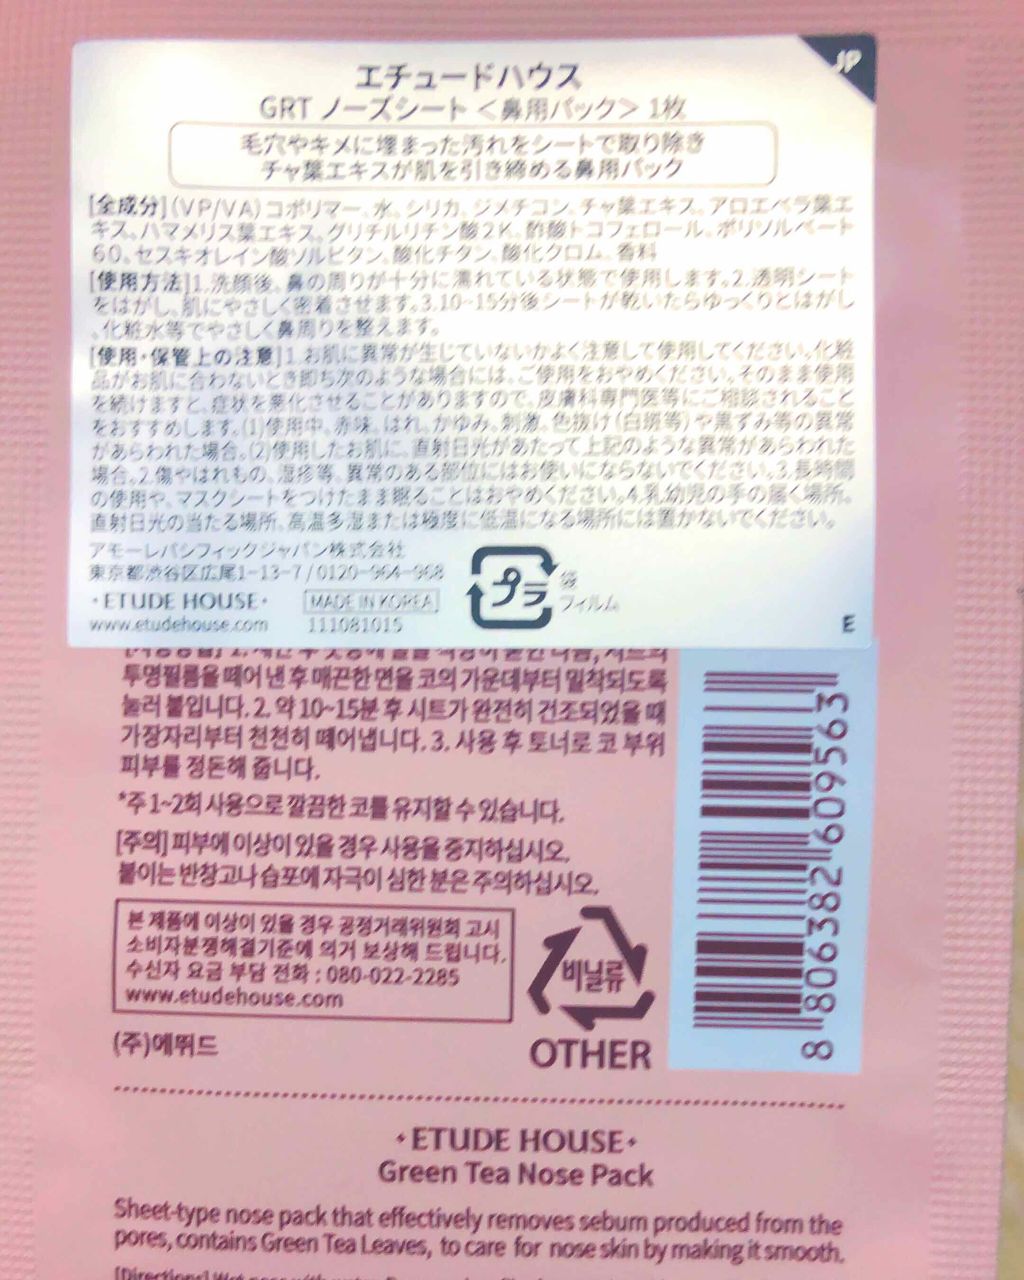 JP
エチュードハウス
GRT ノーズシート＜鼻用パック＞ 1枚
毛穴やキメに埋まった汚れをシートで取り除き
チャ葉エキスが肌を引き締める鼻用パック
[全成分](VP/VA)コポリマー、水、シリカ、ジメチコン、チャ葉エキス、アロエベラ葉エ
キス、ハマメリス葉エキス、グリチルリチン酸2K、酢酸トコフェロール、ポリソルベート
60、セスキオレイン酸ソルビタン、酸化チタン、酸化クロム、香料
[使用方法]1.洗顔後、鼻の周りが十分に濡れている状態で使用します。2.透明シート
をはがし、肌にやさしく密着させます。3.10~15分後シートが乾いたらゆっくりとはがし
、化粧水等でやさしく鼻周りを整えます。
[使用・保管上の注意]1.お肌に異常が生じていないかよく注意して使用してください。化粧
品がお肌に合わないとき即ち次のような場合には、ご使用をおやめください。そのまま使用
を続けますと、症状を悪化させることがありますので、皮膚科専門医等にご相談されること
をおすすめします。(1)使用中、赤味、はれ、かゆみ、刺激、色抜け(白斑等)や黒ずみ等の異常
があらわれた場合。(2)使用したお肌に、直射日光があたって上記のような異常があらわれた
場合。2.傷やはれもの、湿疹等、異常のある部位にはお使いにならないでください。3.長時間
の使用や、マスクシートをつけたまま眠ることはおやめください。4.乳幼児の手の届く場所、
直射日光の当たる場所、高温多湿または極度に低温になる場所には置かないでください。
アモーレパシフィックジャパン株式会社
東京都渋谷区広尾1-13-7/0120-964-968
・ETUDE HOUSE・ MADE IN KOREA
www.etudehouse.com 111081015
プラ
袋
フィルム
E
투명필름을 떼어 낸 후 매끈한 면을 코의 가운데부터 밀착되도록
눌러 붙입니다. 2. 약 10~15분 후 시트가 완전히 건조되었을 때
가장자리부터 천천히 떼어냅니다. 3. 사용 후 토너로 코 부위
피부를 정돈해 줍니다.
*주 1~2회 사용으로 깔끔한 코를 유지할 수 있습니다.
[주의] 피부에 이상이 있을 경우 사용을 중지하십시오.
붙이는 반창고나 습포에 자극이 심한 분은 주의하십시오.
본 제품에 이상이 있을 경우 공정거래위원회 고시
소비자분쟁해결기준에 의거 보상해 드립니다.
수신자 요금 부담 전화 : 080-022-2285
www.etudehouse.com
(주)에뛰드
비닐류
OTHER
8 806382 609563
・ETUDE HOUSE・
Green Tea Nose Pack
Sheet-type nose pack that effectively removes sebum produced from the
pores, contains Green Tea Leaves, to care for nose skin by making it smooth.